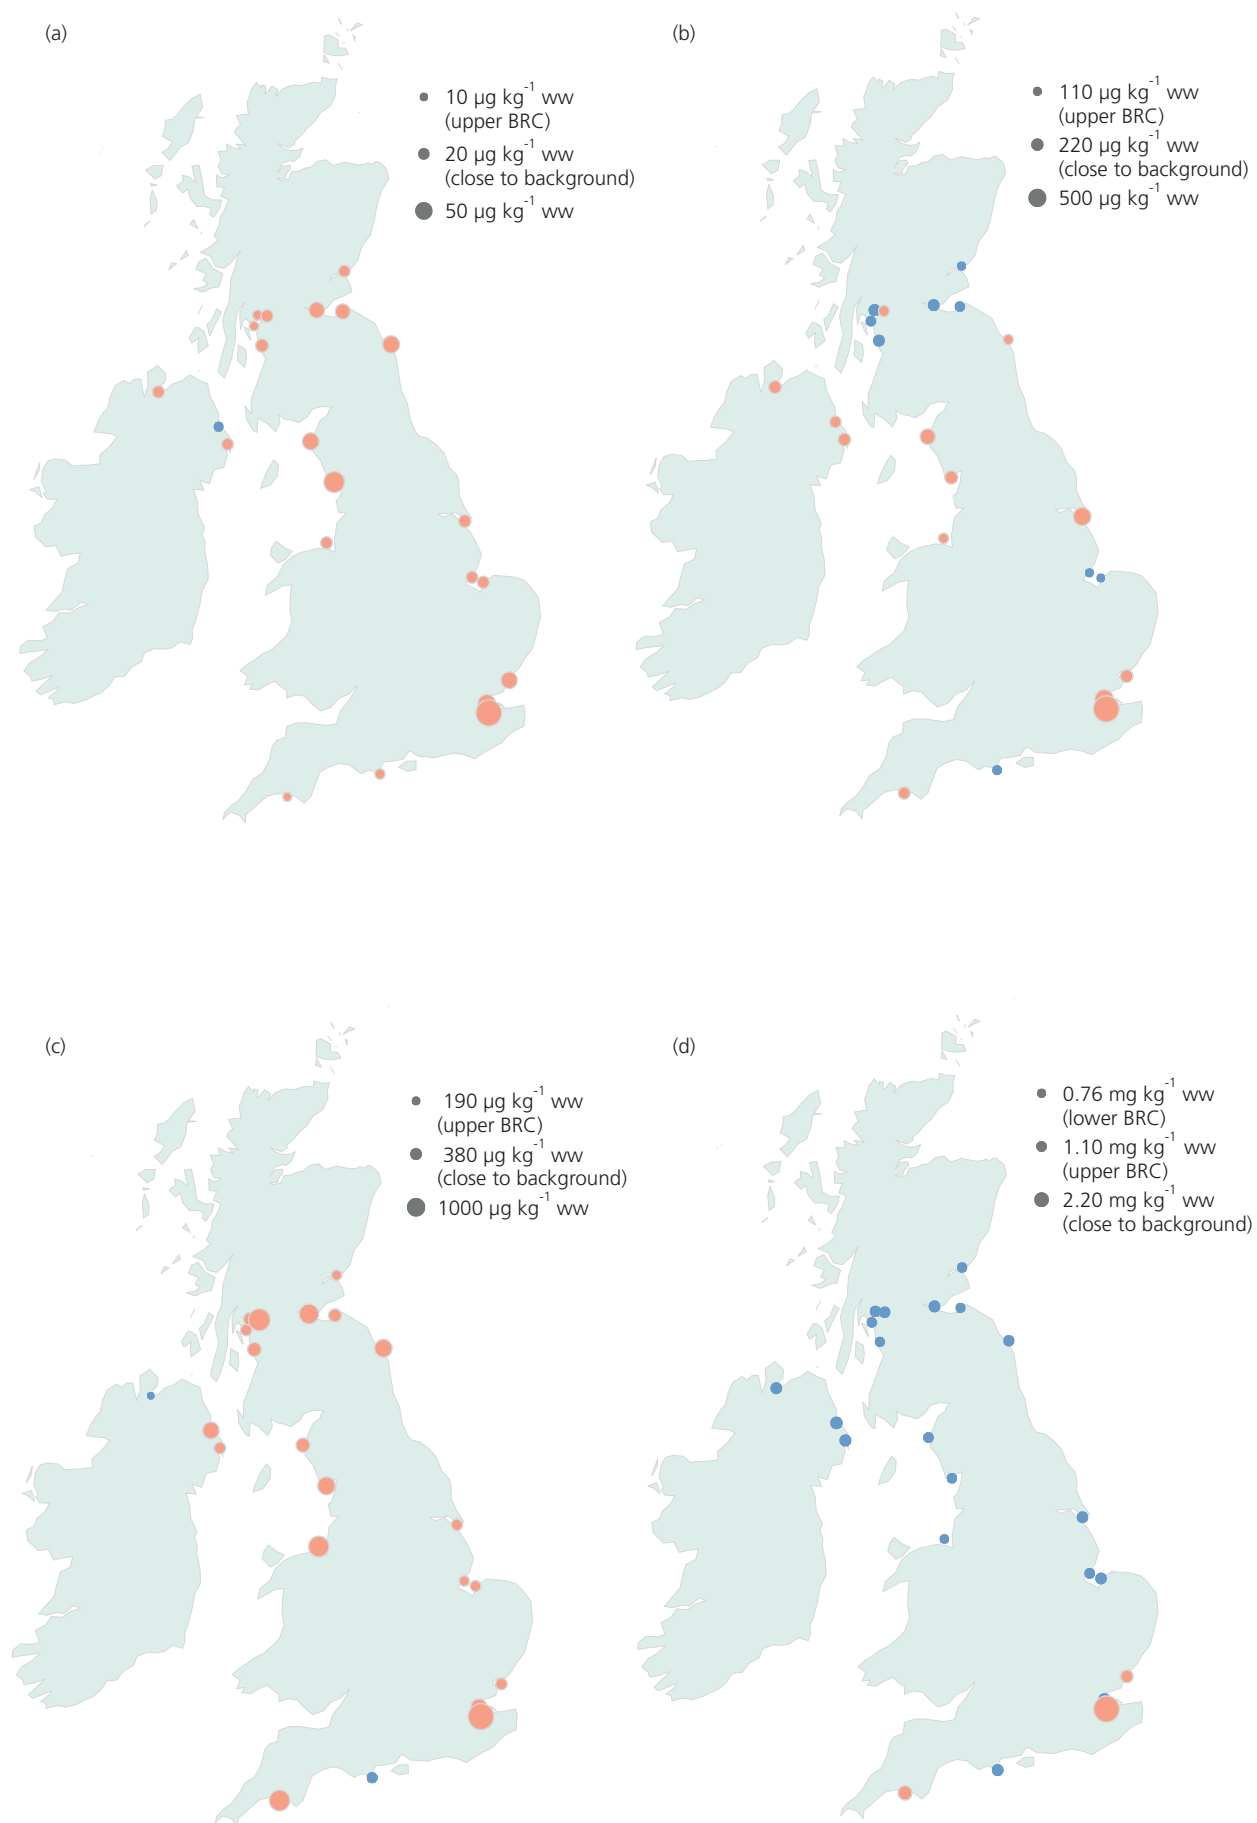 (a)
10 µg kg⁻¹ ww
(upper BRC)
20 µg kg⁻¹ ww
(close to background)
50 µg kg⁻¹ ww
(b)
110 µg kg⁻¹ ww
(upper BRC)
220 µg kg⁻¹ ww
(close to background)
500 µg kg⁻¹ ww
(c)
190 µg kg⁻¹ ww
(upper BRC)
380 µg kg⁻¹ ww
(close to background)
1000 µg kg⁻¹ ww
(d)
0.76 mg kg⁻¹ ww
(lower BRC)
1.10 mg kg⁻¹ ww
(upper BRC)
2.20 mg kg⁻¹ ww
(close to background)